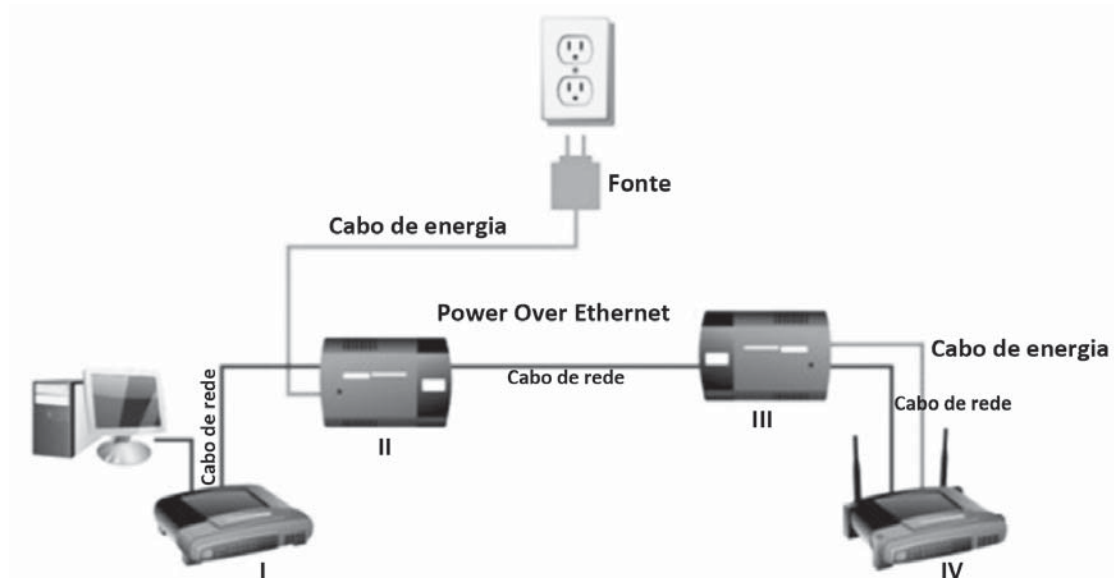 Fonte
Cabo de energia
Power Over Ethernet
Cabo de energia
Cabo de rede
Cabo de rede
Cabo de rede
II
III
I
IV